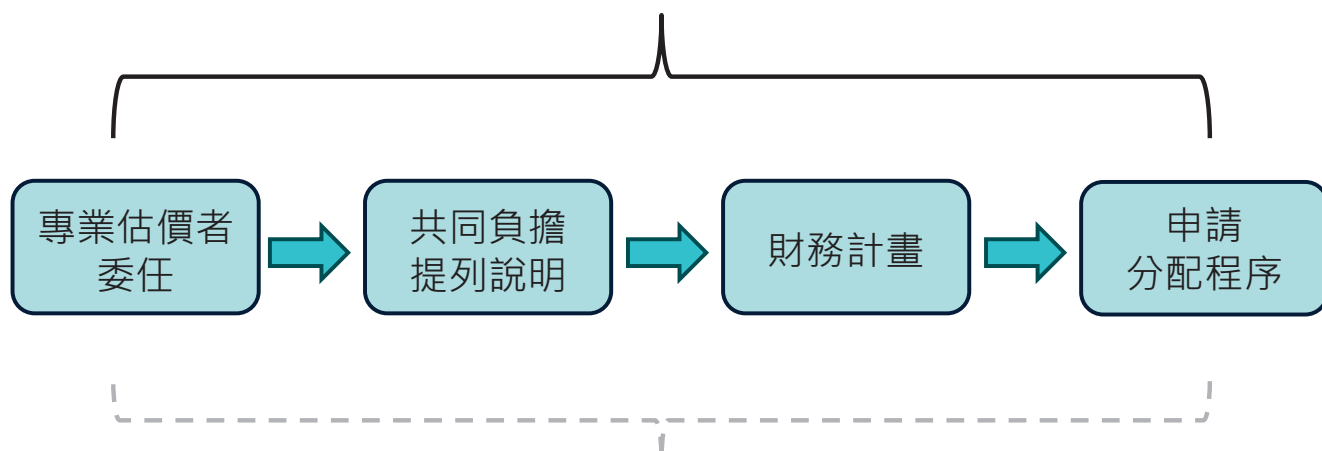 專業估價者
委任
共同負擔
提列說明
財務計畫
申請
分配程序